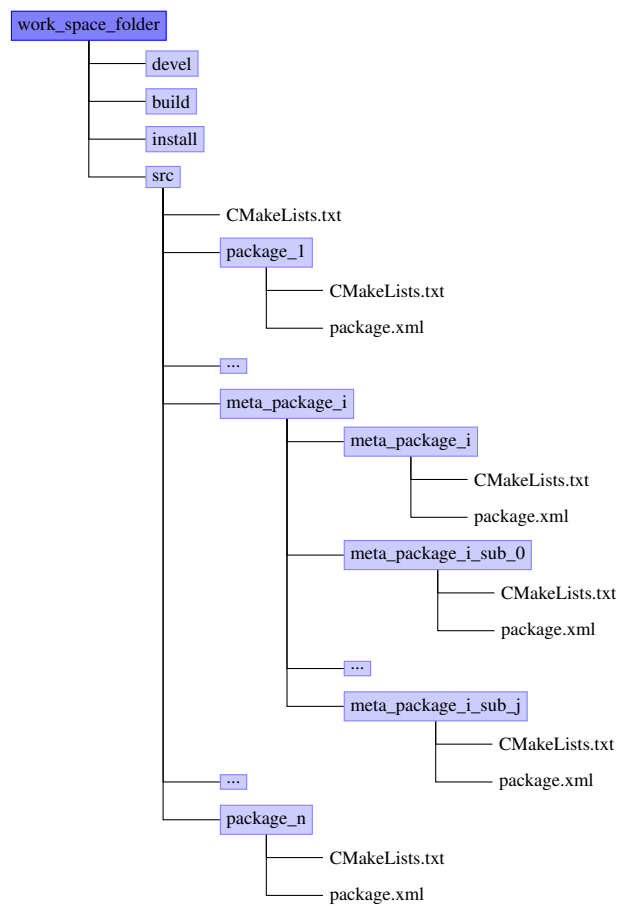 work_space_folder
devel
build
install
src
CMakeLists.txt
package_1
CMakeLists.txt
package.xml
...
meta_package_i
meta_package_i
CMakeLists.txt
package.xml
meta_package_i_sub_0
CMakeLists.txt
package.xml
...
meta_package_i_sub_j
CMakeLists.txt
package.xml
...
package_n
CMakeLists.txt
package.xml